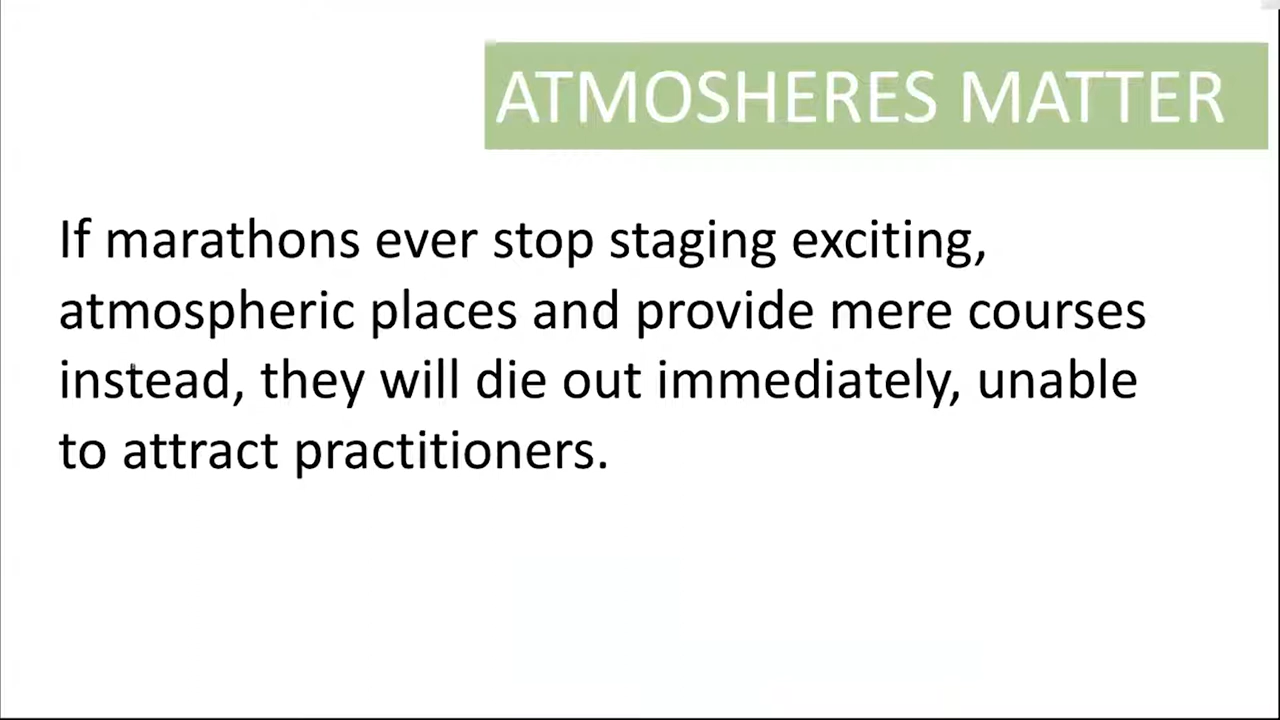 ATMOSHERES MATTER
If marathons ever stop staging exciting,
atmospheric places and provide mere courses
instead, they will die out immediately, unable
to attract practitioners.